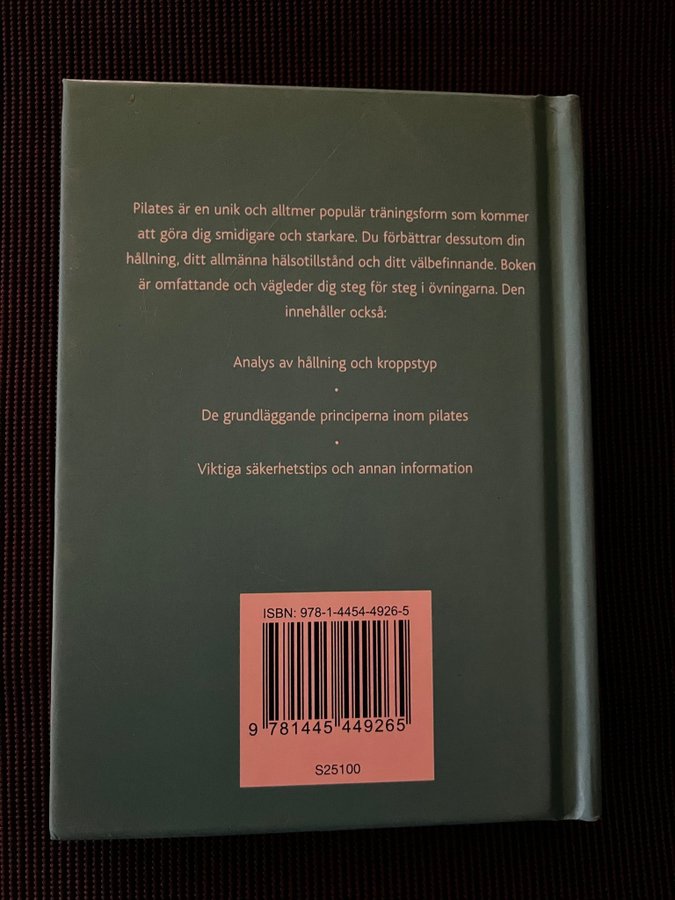 Pilates är en unik och alltmer populär träningsform som kommer
att göra dig smidigare och starkare. Du förbättrar dessutom din
hållning, ditt allmänna hälsotillstånd och ditt välbefinnande. Boken
är omfattande och vägleder dig steg för steg i övningarna. Den
innehåller också:
Analys av hållning och kroppstyp
•
De grundläggande principerna inom pilates
•
Viktiga säkerhetstips och annan information
ISBN: 978-1-4454-4926-5
9 781445 449265
S25100